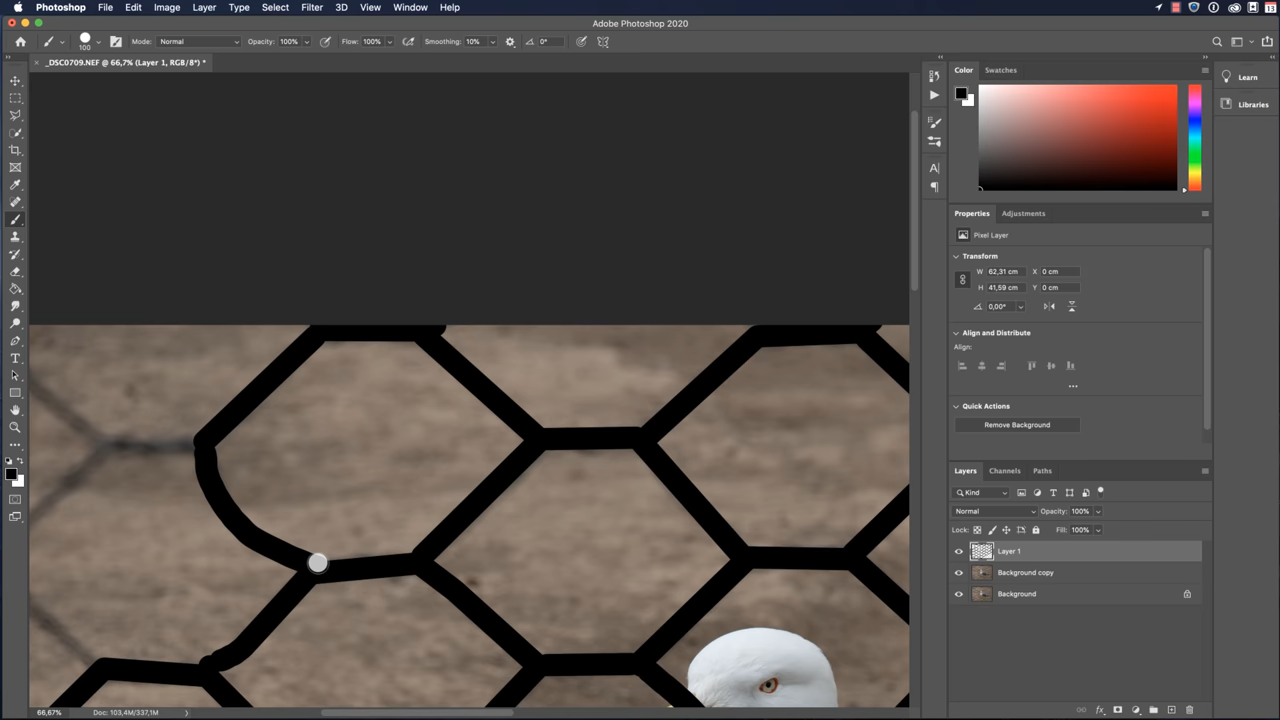 Photoshop File Edit Image Layer Type Select Filter 3D View Window Help
13
Adobe Photoshop 2020
100 Mode: Normal Opacity: 100% Flow: 100% Smoothing: 10% 0°
× _DSC0709.NEF @ 66,7% (Layer 1, RGB/8*) *
Color Swatches
Learn
Libraries
Properties Adjustments
Pixel Layer
Transform
W 62,31 cm X 0 cm
H 41,59 cm Y 0 cm
0,00°
Align and Distribute
Align:
Quick Actions
Remove Background
Layers Channels Paths
Kind
Normal Opacity: 100%
Lock: Fill: 100%
Layer 1
Background copy
Background
66,67% Doc: 103,4M/337,1M